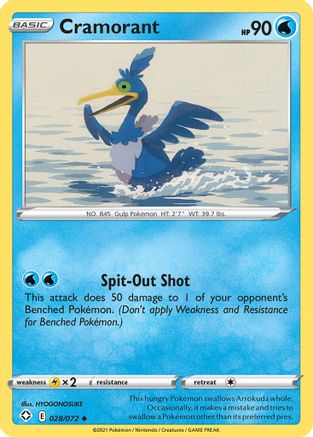 BASIC Cramorant HP 90
NO. 845 Gulp Pokémon HT: 2'7" WT: 39.7 lbs.
Spit-Out Shot
This attack does 50 damage to 1 of your opponent's
Benched Pokémon. (Don't apply Weakness and Resistance
for Benched Pokémon.)
weakness ×2 resistance retreat
Illus. HYOGONOSUKE
E 028/072
This hungry Pokémon swallows Arrokuda whole.
Occasionally, it makes a mistake and tries to
swallow a Pokémon other than its preferred prey.
©2021 Pokémon / Nintendo / Creatures / GAME FREAK